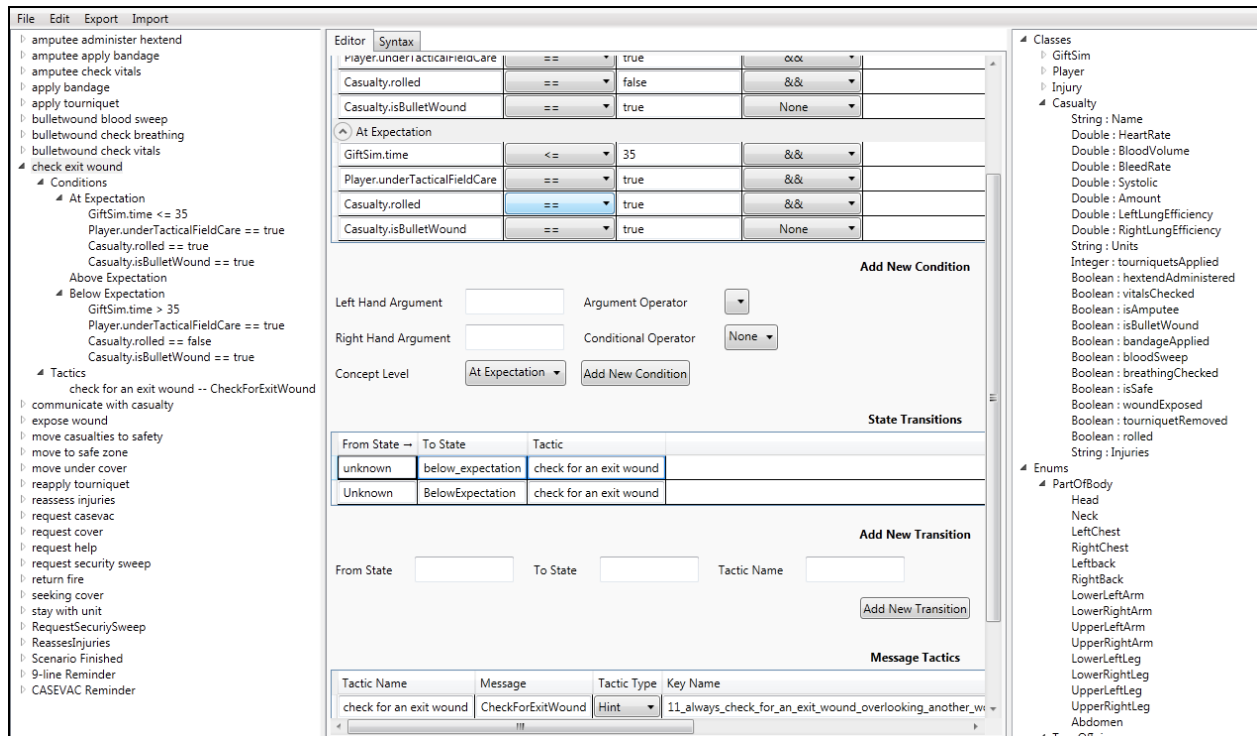 File Edit Export Import
amputee administer hextend
amputee apply bandage
amputee check vitals
apply bandage
apply tourniquet
bulletwound blood sweep
bulletwound check breathing
bulletwound check vitals
check exit wound
Conditions
At Expectation
GiftSim.time <= 35
Player.underTacticalFieldCare == true
Casualty.rolled == true
Casualty.isBulletWound == true
Above Expectation
Below Expectation
GiftSim.time > 35
Player.underTacticalFieldCare == true
Casualty.rolled == false
Casualty.isBulletWound == true
Tactics
check for an exit wound -- CheckForExitWound
communicate with casualty
expose wound
move casualties to safety
move to safe zone
move under cover
reapply tourniquet
reassess injuries
request casevac
request cover
request help
request security sweep
return fire
seeking cover
stay with unit
RequestSecuriySweep
ReassesInjuries
Scenario Finished
9-line Reminder
CASEVAC Reminder
Editor Syntax
Player.underTacticalFieldCare == true &&
Casualty.rolled == false &&
Casualty.isBulletWound == true None
At Expectation
GiftSim.time <= 35 &&
Player.underTacticalFieldCare == true &&
Casualty.rolled == true &&
Casualty.isBulletWound == true None
Add New Condition
Left Hand Argument Argument Operator
Right Hand Argument Conditional Operator None
Concept Level At Expectation Add New Condition
State Transitions
From State → To State Tactic
unknown below_expectation check for an exit wound
Unknown BelowExpectation check for an exit wound
Add New Transition
From State To State Tactic Name
Add New Transition
Message Tactics
Tactic Name Message Tactic Type Key Name
check for an exit wound CheckForExitWound Hint 11_always_check_for_an_exit_wound_overlooking_another_
Classes
GiftSim
Player
Injury
Casualty
String : Name
Double : HeartRate
Double : BloodVolume
Double : BleedRate
Double : Systolic
Double : Amount
Double : LeftLungEfficiency
Double : RightLungEfficiency
String : Units
Integer : tourniquetsApplied
Boolean : hextendAdministered
Boolean : vitalsChecked
Boolean : isAmputee
Boolean : isBulletWound
Boolean : bandageApplied
Boolean : bloodSweep
Boolean : breathingChecked
Boolean : isSafe
Boolean : woundExposed
Boolean : tourniquetRemoved
Boolean : rolled
String : Injuries
Enums
PartOfBody
Head
Neck
LeftChest
RightChest
Leftback
RightBack
LowerLeftArm
LowerRightArm
UpperLeftArm
UpperRightArm
LowerLeftLeg
LowerRightLeg
UpperLeftLeg
UpperRightLeg
Abdomen